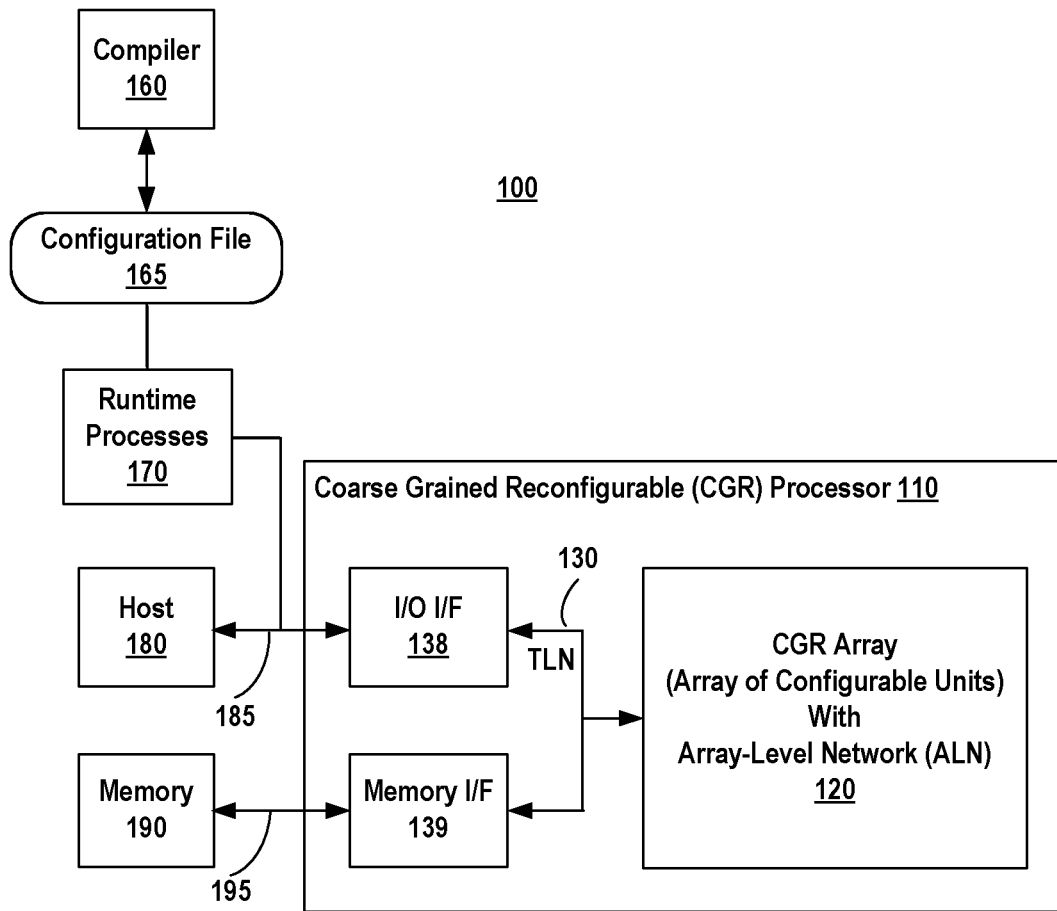 Compiler
160
100
Configuration File
165
Runtime
Processes
170
Coarse Grained Reconfigurable (CGR) Processor 110
130
Host
180
I/O I/F
138
TLN
CGR Array
(Array of Configurable Units)
With
Array-Level Network (ALN)
120
185
Memory
190
Memory I/F
139
195